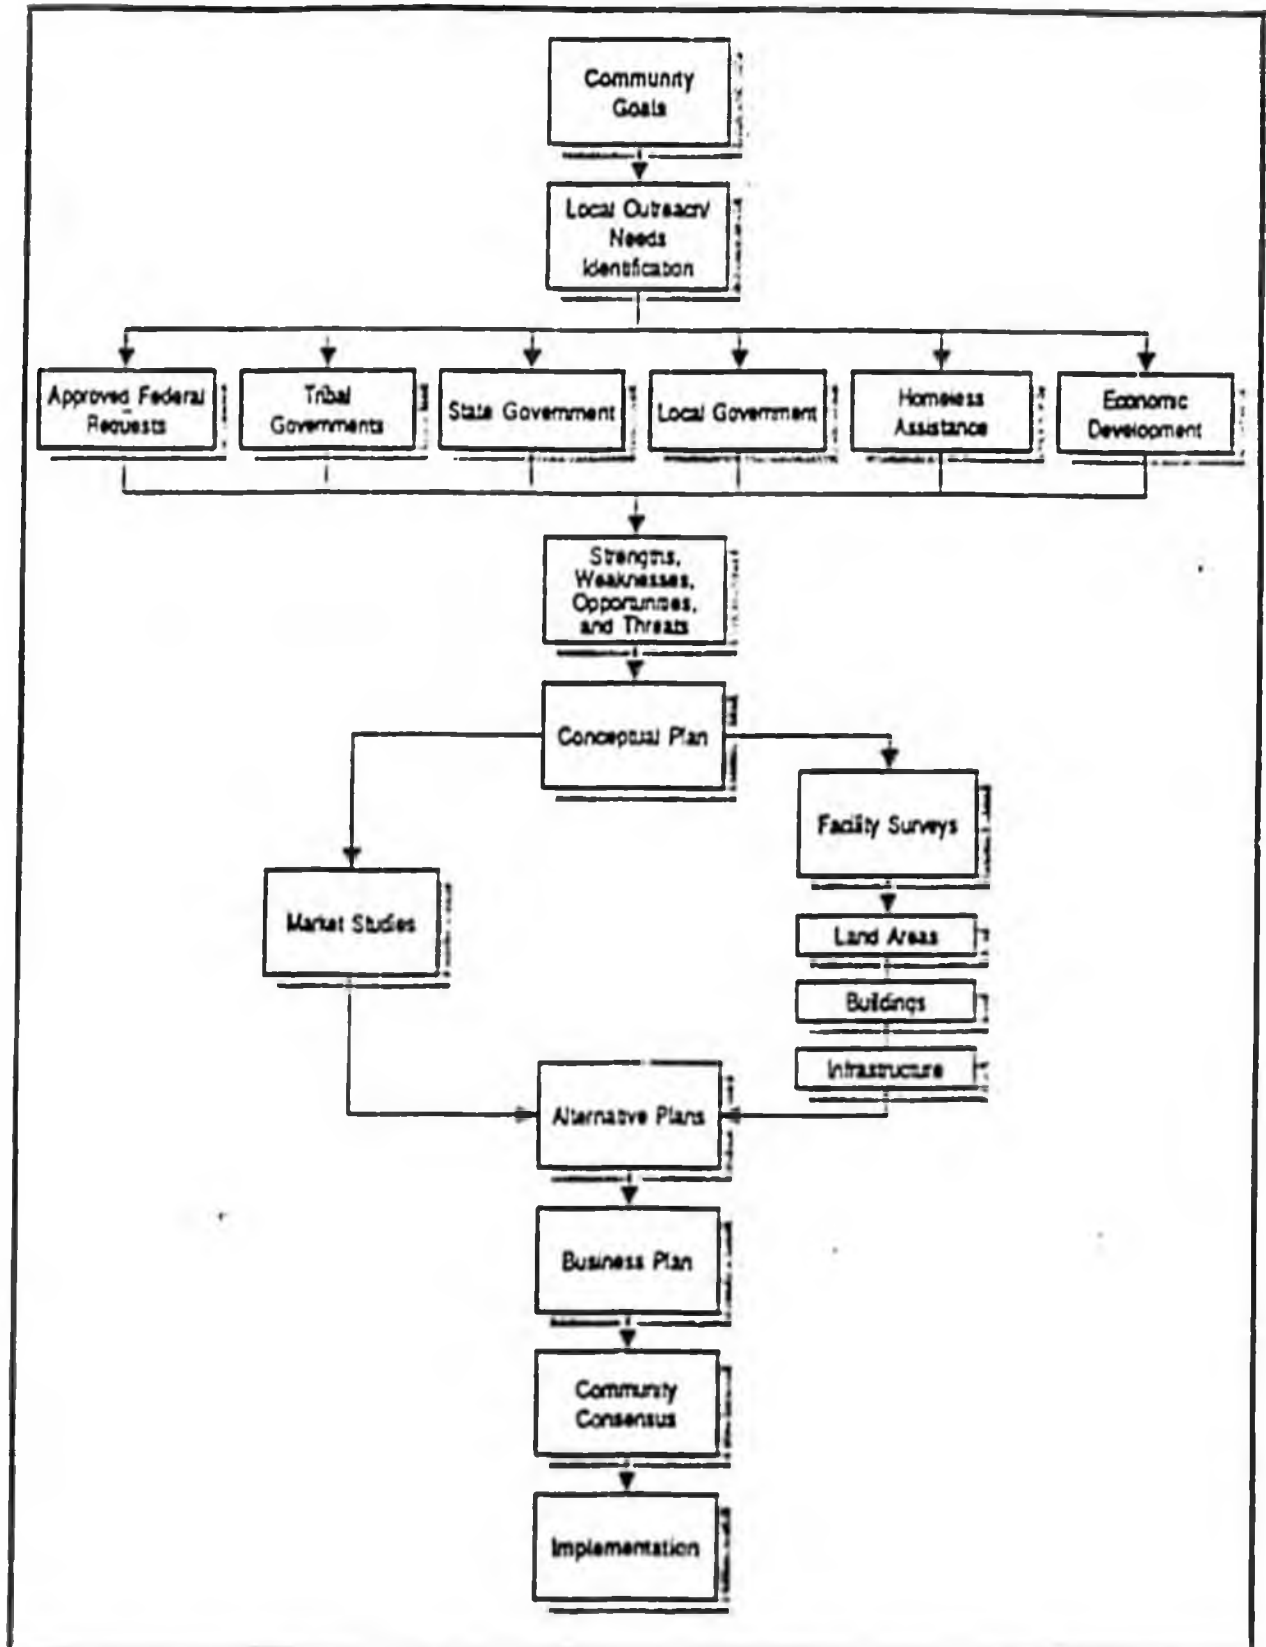 Community
Goals
Local Outreach/
Needs
Identification
Approved Federal
Requests
Tribal
Governments
State Government
Local Government
Homeless
Assistance
Economic
Development
Strengths,
Weaknesses,
Opportunities,
and Threats
Conceptual Plan
Facility Surveys
Market Studies
Land Areas
Buildings
Infrastructure
Alternative Plans
Business Plan
Community
Consensus
Implementation